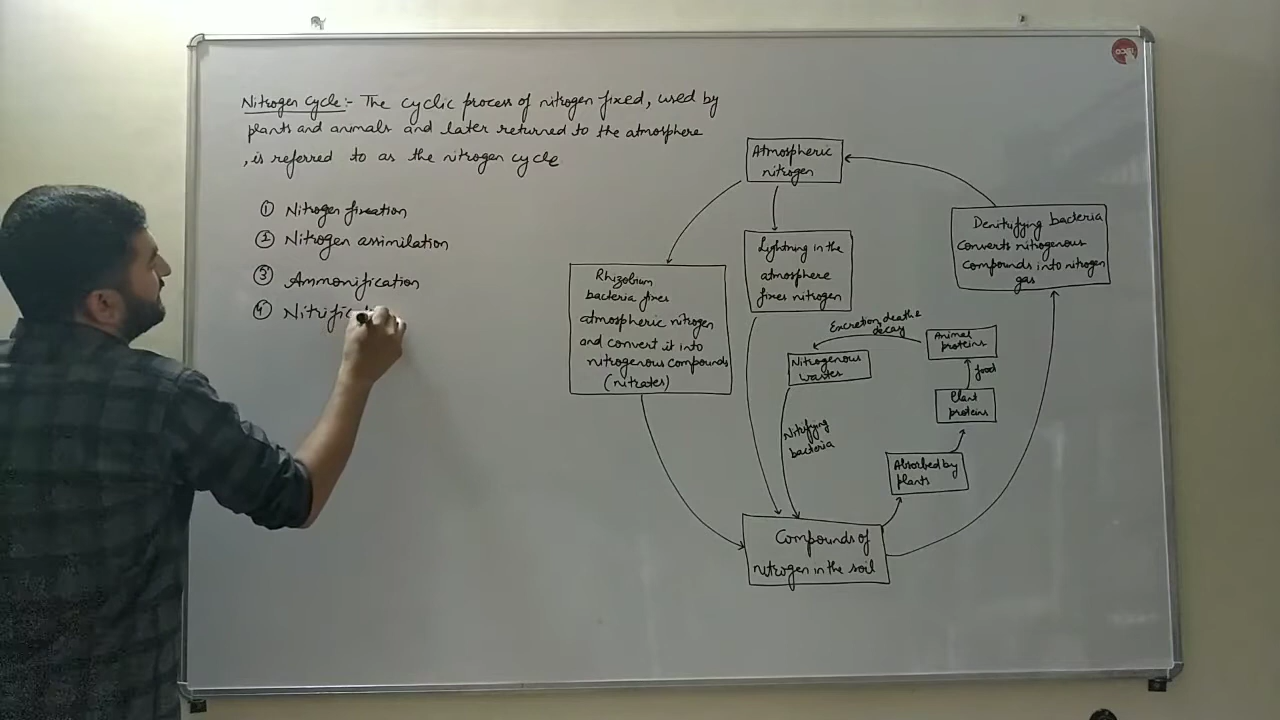 Nitrogen Cycle:- The cyclic process of nitrogen fixed, used by
plants and animals and later returned to the atmosphere
, is referred to as the nitrogen cycle
① Nitrogen fixation
② Nitrogen assimilation
③ Ammonification
④ Nitrific
Atmospheric
nitrogen
Lightning in the
atmosphere
fixes nitrogen
Rhizobium
bacteria fixes
atmospheric nitrogen
and convert it into
nitrogenous compounds
(nitrates)
Denitrifying bacteria
converts nitrogenous
compounds into nitrogen
gas
Excretion, death &
decay
Animal
proteins
Nitrogenous
wastes
food
Plant
proteins
Nitifying
bacteria
Absorbed by
plants
Compounds of
nitrogen in the soil